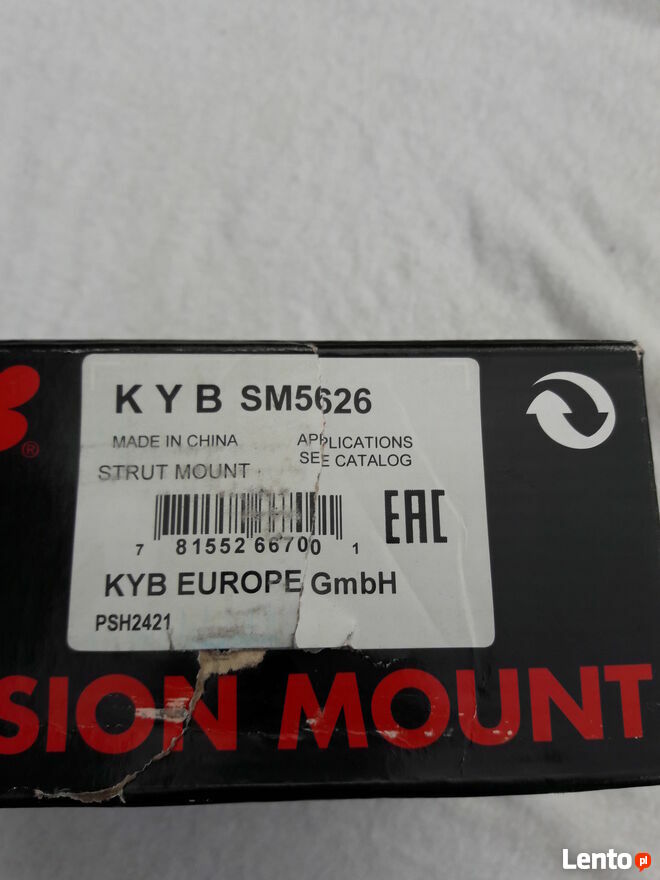 KYB SM5626
MADE IN CHINA
APPLICATIONS
SEE CATALOG
STRUT MOUNT
EAC
7 81552 66700 1
KYB EUROPE GmbH
PSH2421
®
SION MOUNT
Lento pl